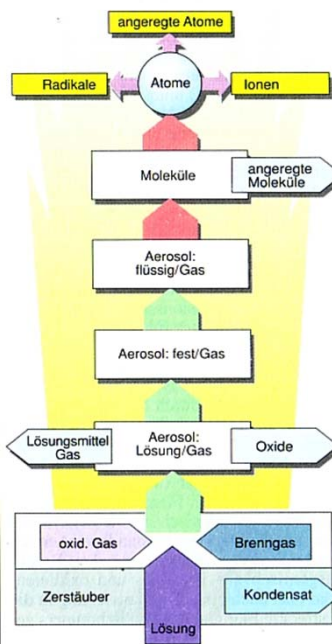 angeregte Atome
Radikale
Atome
Ionen
Moleküle
angeregte
Moleküle
Aerosol:
flüssig/Gas
Aerosol: fest/Gas
Lösungsmittel
Gas
Aerosol:
Lösung/Gas
Oxide
oxid. Gas
Brenngas
Zerstäuber
Kondensat
Lösung